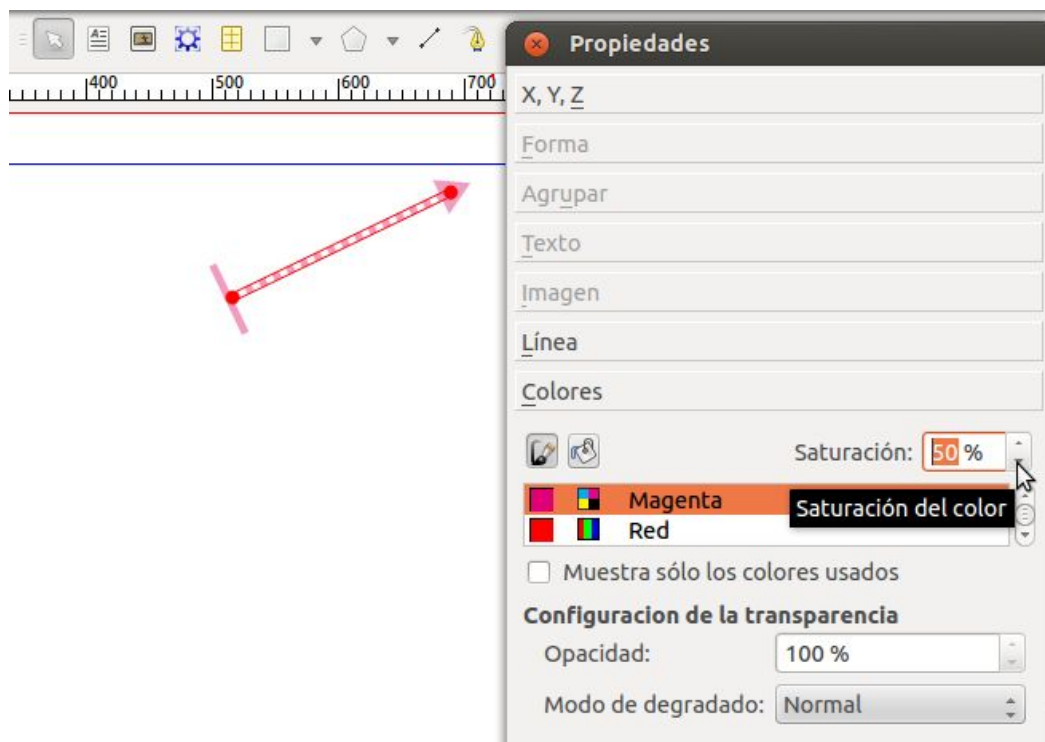 Propiedades
400 500 600 700
X, Y, Z
Forma
Agrupar
Texto
Imagen
Línea
Colores
Saturación: 50 %
Magenta
Saturación del color
Red
Muestra sólo los colores usados
Configuracion de la transparencia
Opacidad: 100 %
Modo de degradado: Normal